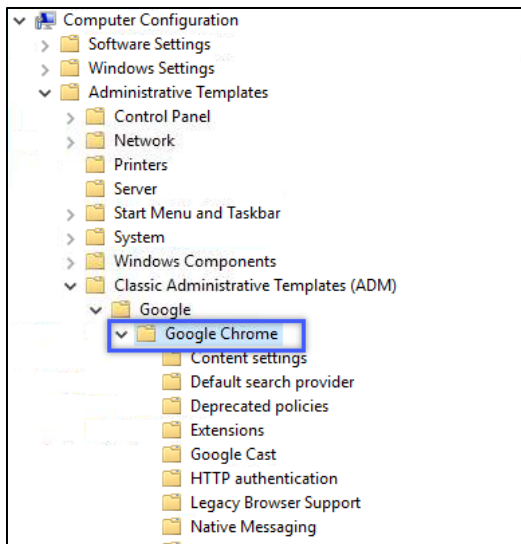 Computer Configuration
Software Settings
Windows Settings
Administrative Templates
Control Panel
Network
Printers
Server
Start Menu and Taskbar
System
Windows Components
Classic Administrative Templates (ADM)
Google
Google Chrome
Content settings
Default search provider
Deprecated policies
Extensions
Google Cast
HTTP authentication
Legacy Browser Support
Native Messaging